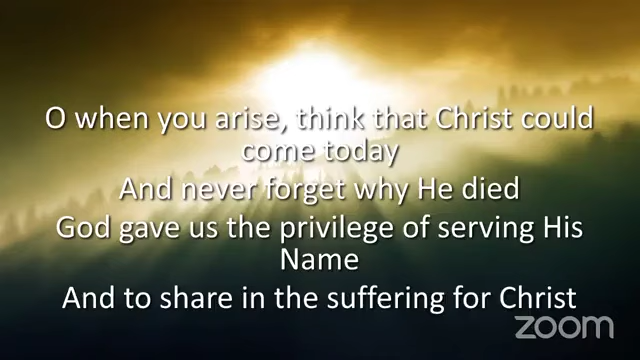 O when you arise, think that Christ could
come today
And never forget why He died
God gave us the privilege of serving His
Name
And to share in the suffering for Christ
zoom